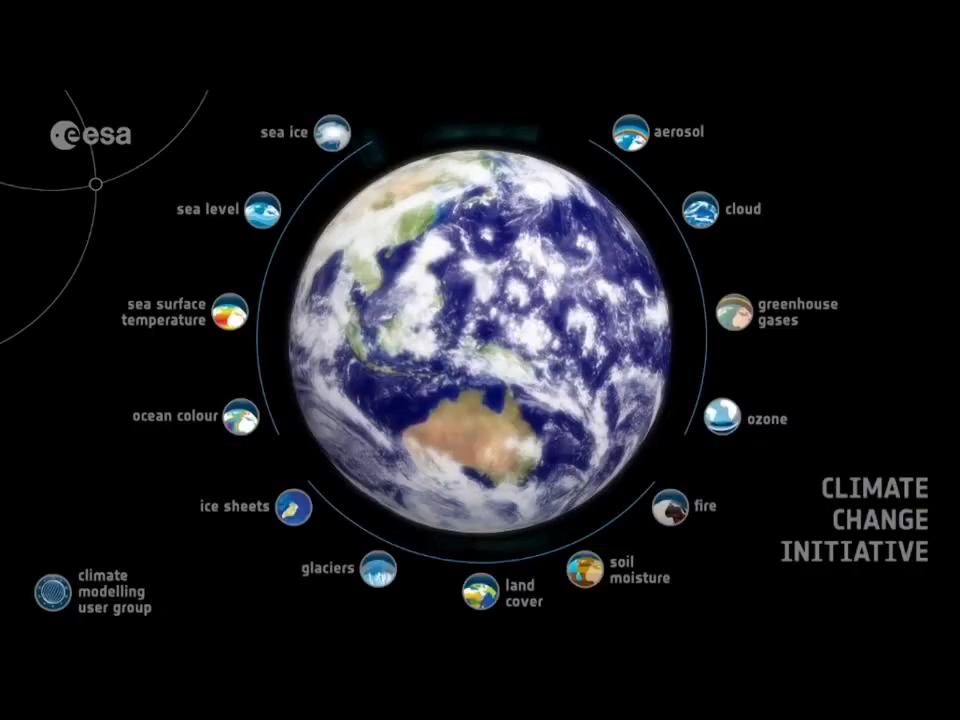 esa
sea ice
aerosol
sea level
cloud
sea surface
temperature
greenhouse
gases
ocean colour
ozone
ice sheets
fire
CLIMATE
CHANGE
INITIATIVE
glaciers
soil
moisture
land
cover
climate
modelling
user group